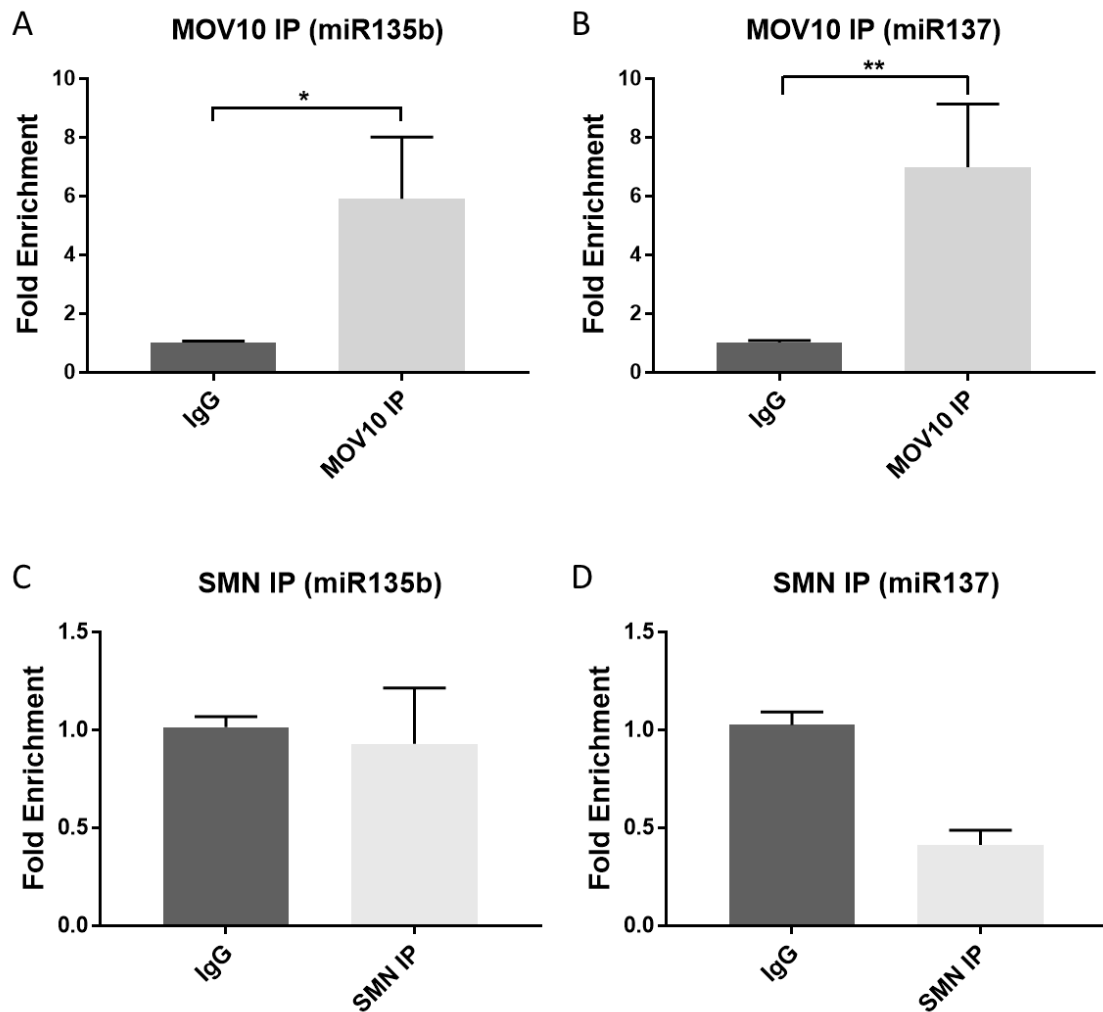 A
MOV10 IP (miR135b)
Fold Enrichment
10
8
6
4
2
0
*
IgG
MOV10 IP
B
MOV10 IP (miR137)
Fold Enrichment
10
8
6
4
2
0
**
IgG
MOV10 IP
C
SMN IP (miR135b)
Fold Enrichment
1.5
1.0
0.5
0.0
IgG
SMN IP
D
SMN IP (miR137)
Fold Enrichment
1.5
1.0
0.5
0.0
IgG
SMN IP